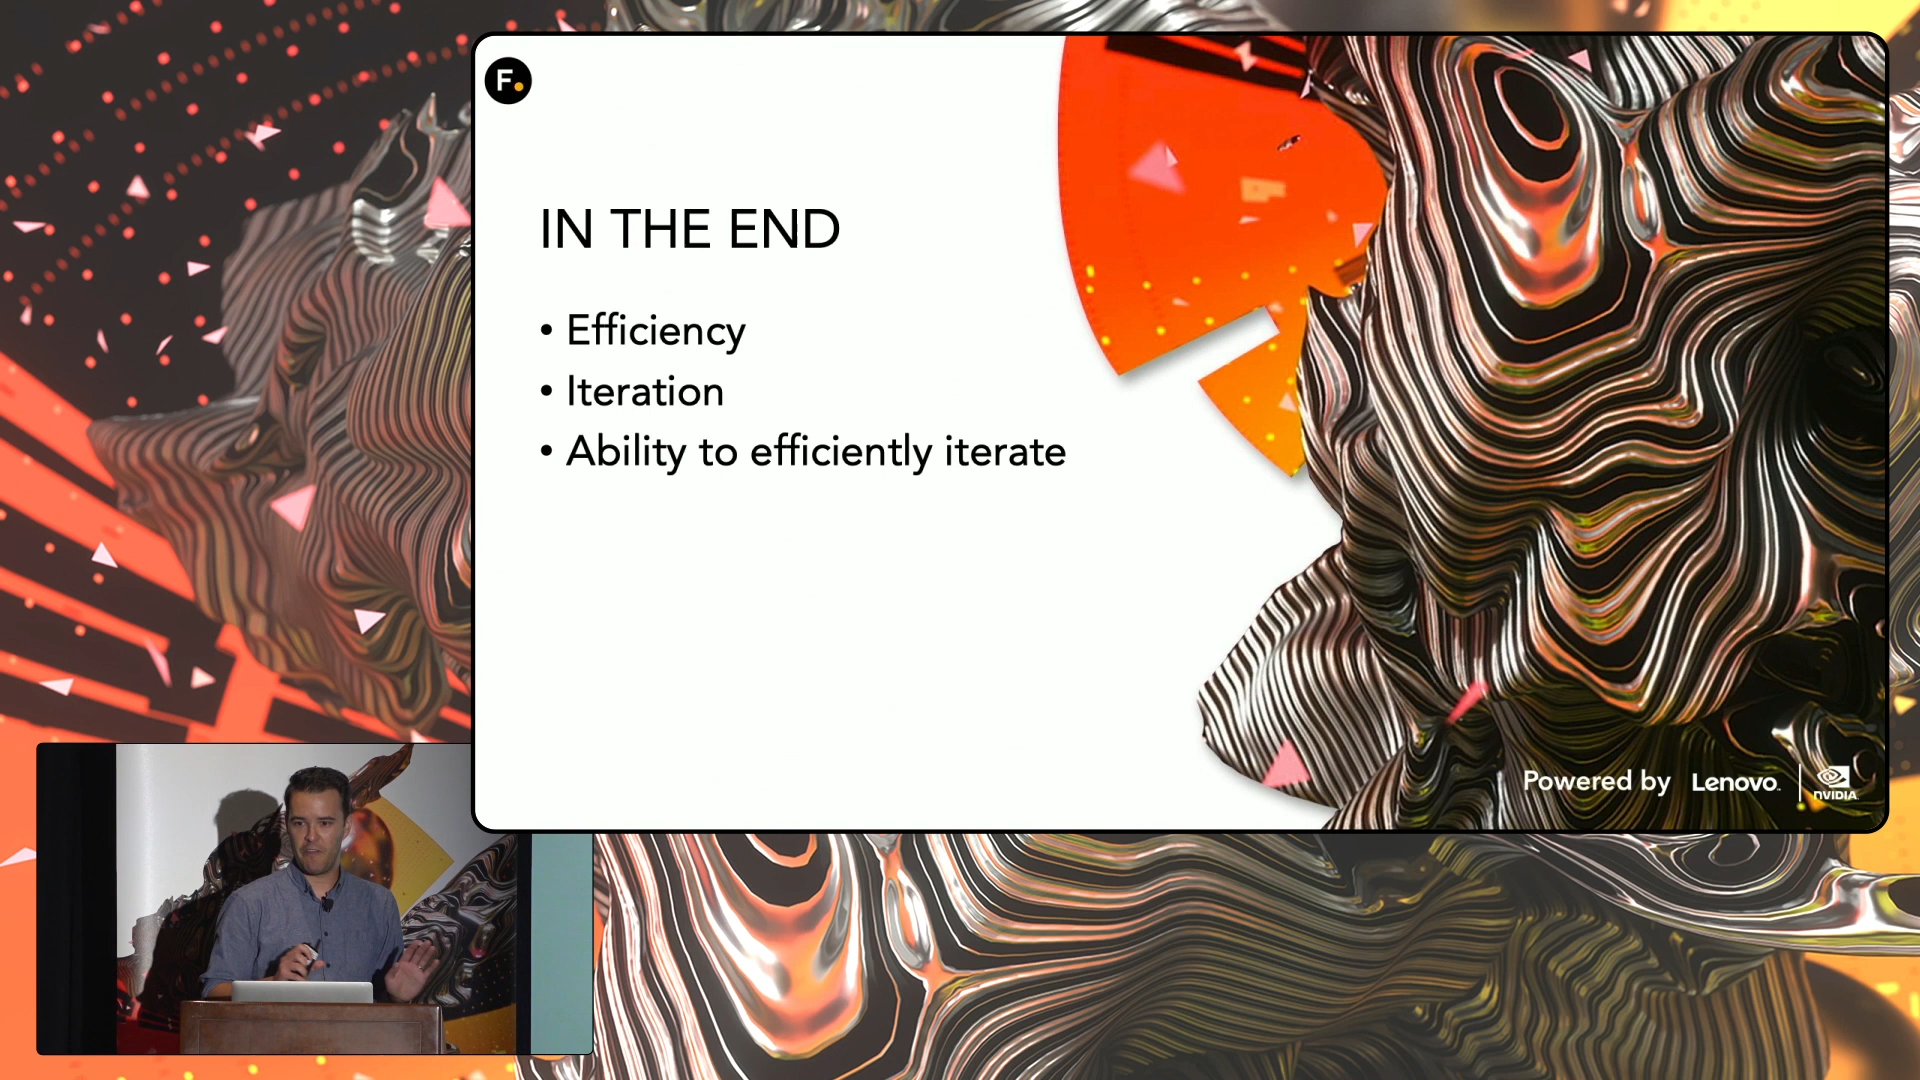 F.
IN THE END
• Efficiency
• Iteration
• Ability to efficiently iterate
Powered by Lenovo. | NVIDIA.